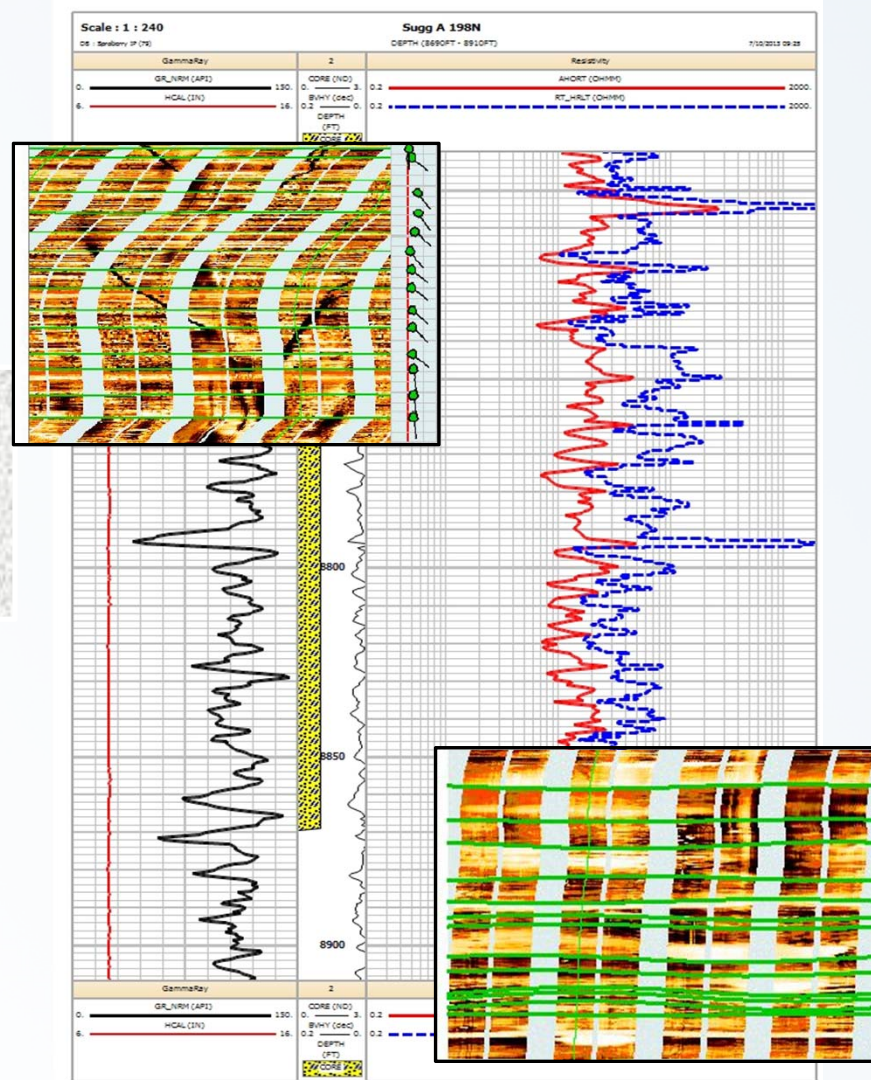 Scale : 1 : 240
Sugg A 198N
DB : Spraberry IP (79)
DEPTH (8690FT - 8910FT)
7/10/2013 09:25
GammaRay
2
Resistivity
GR_NRM (API)
0.
150.
CORE (ND)
0.
3.
AHORT (OHMM)
0.2
2000.
HCAL (IN)
6.
16.
BVHY (dec)
0.2
0.
RT_HRLT (OHMM)
0.2
2000.
DEPTH
(FT)
CORE
8800
8850
8900
GammaRay
2
GR_NRM (API)
0.
150.
CORE (ND)
0.
3.
0.2
HCAL (IN)
6.
16.
BVHY (dec)
0.2
0.
0.2
DEPTH
(FT)
CORE